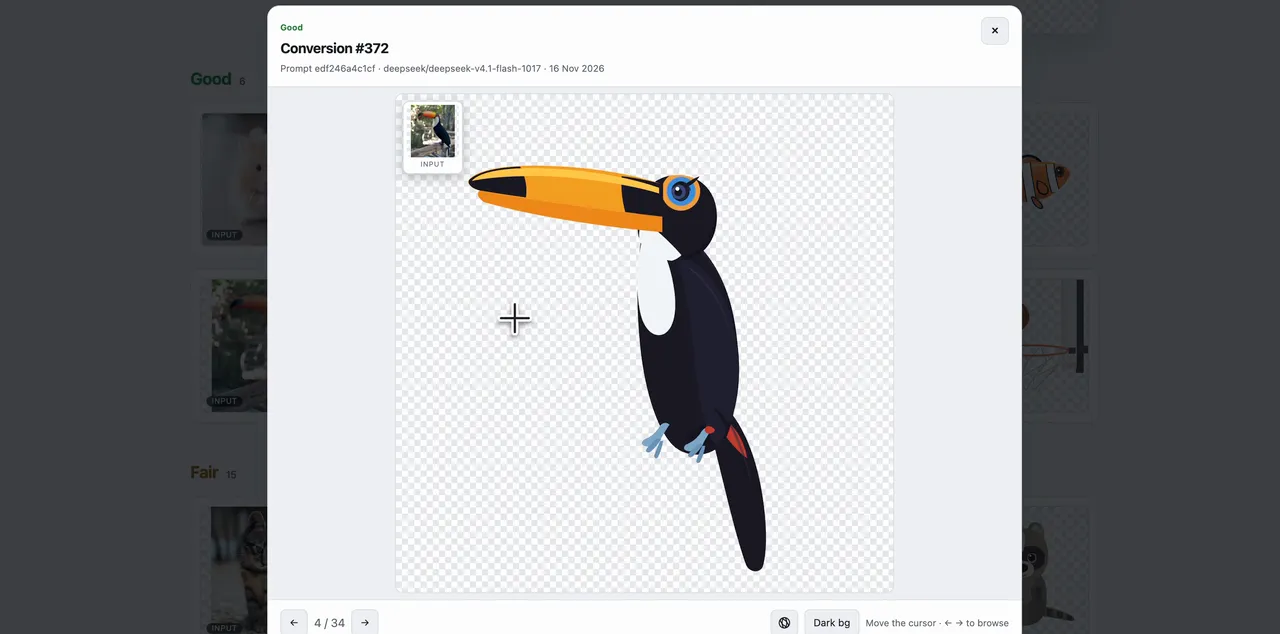 Good
Conversion #372
Prompt edf246a4c1cf · deepseek/deepseek-v4.1-flash-1017 · 16 Nov 2026
×
Good 6
INPUT
INPUT
INPUT
Fair 15
INPUT
← 4 / 34 →
Dark bg
Move the cursor · ← → to browse